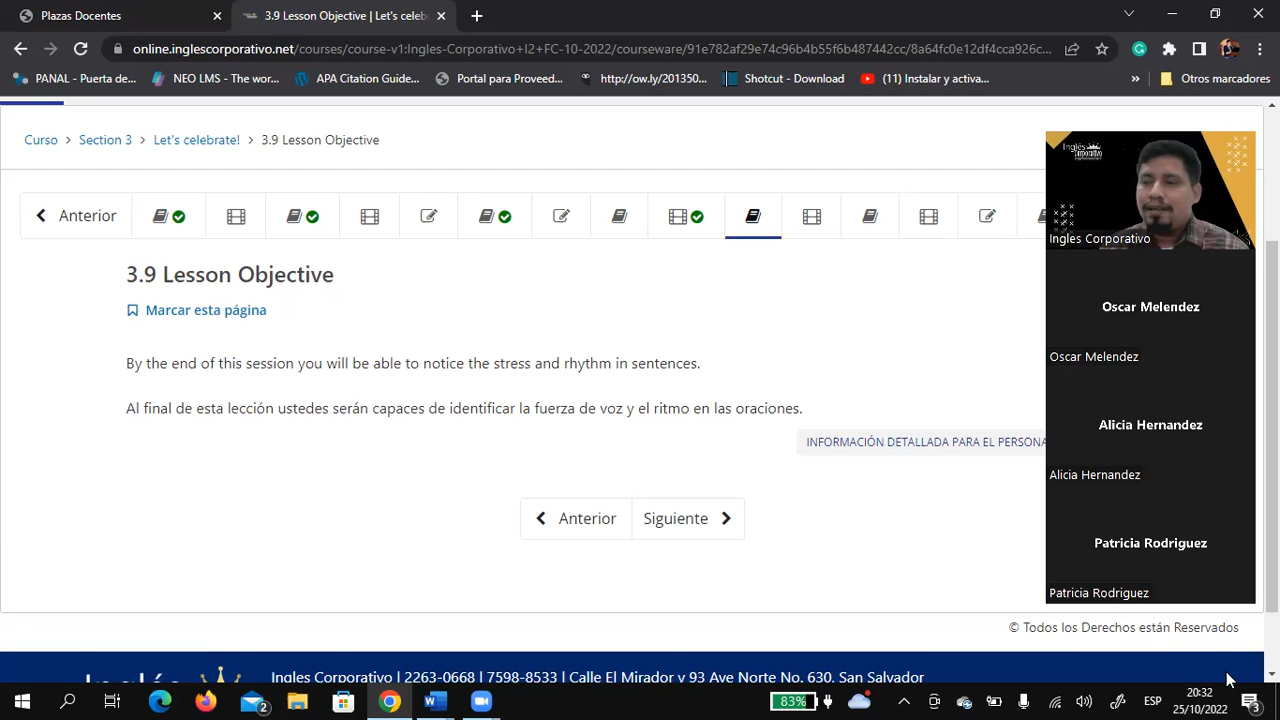 Plazas Docentes
3.9 Lesson Objective | Let's celeb
online.inglescorporativo.net/courses/course-v1:Ingles-Corporativo+I2+FC-10-2022/courseware/91e782af29e74c96b4b55f6b487442cc/8a64fc0e12df4cca926c...
PANAL - Puerta de...
NEO LMS - The wor...
APA Citation Guide...
Portal para Proveed...
http://ow.ly/201350...
Shotcut - Download
(11) Instalar y activa...
»
Otros marcadores
Curso > Section 3 > Let's celebrate! > 3.9 Lesson Objective
Anterior
3.9 Lesson Objective
Marcar esta página
By the end of this session you will be able to notice the stress and rhythm in sentences.
Al final de esta lección ustedes serán capaces de identificar la fuerza de voz y el ritmo en las oraciones.
INFORMACIÓN DETALLADA PARA EL PERSONA
Anterior
Siguiente
Inglés
Corporativo
Ingles Corporativo
Oscar Melendez
Oscar Melendez
Alicia Hernandez
Alicia Hernandez
Patricia Rodriguez
Patricia Rodriguez
© Todos los Derechos están Reservados
Inglés
Ingles Corporativo | 2263-0668 | 7598-8533 | Calle El Mirador y 93 Ave Norte No. 630, San Salvador
2
83%
ESP
20:32
25/10/2022
3